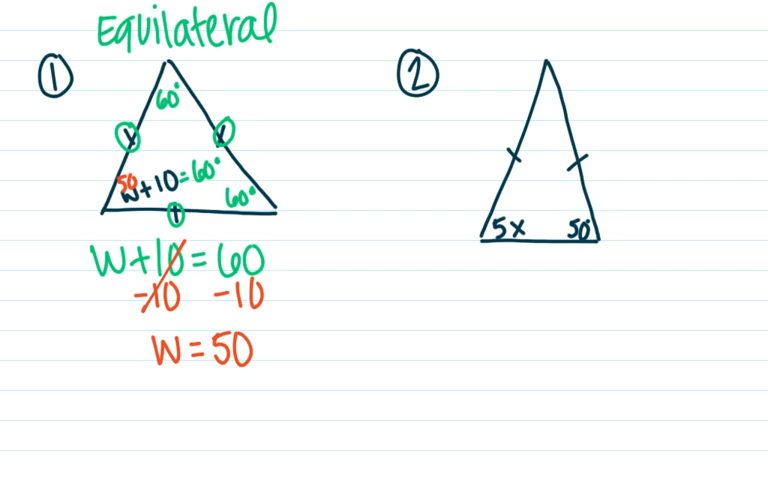 Equilateral
①
60°
50
w+10=60°
60°
W+10=60
-10 -10
W=50
②
5x
50°